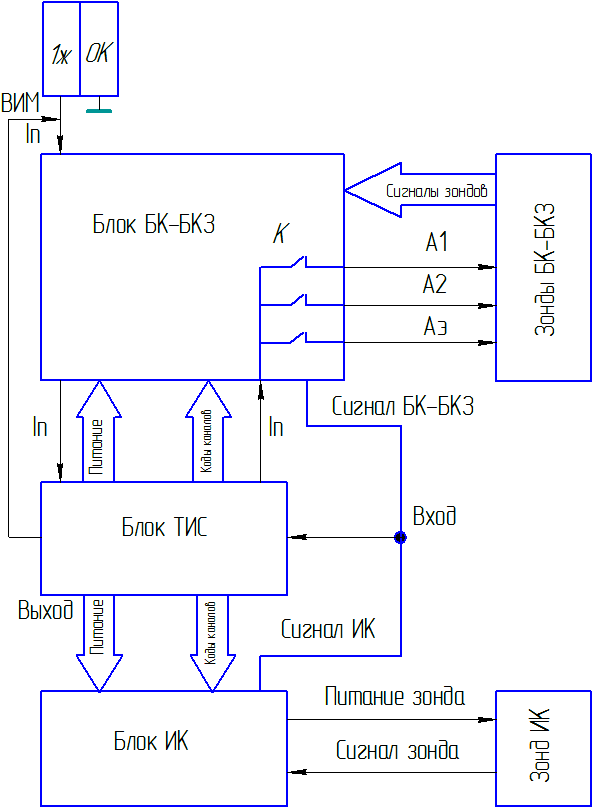 1ж
ОК
ВИМ
Iп
Блок БК-БКЗ
К
Сигналы зондов
А1
А2
Аэ
Зонды БК-БКЗ
Iп
Питание
Коды каналов
Iп
Сигнал БК-БКЗ
Блок ТИС
Вход
Выход
Питание
Коды каналов
Сигнал ИК
Блок ИК
Питание зонда
Сигнал зонда
Зонд ИК